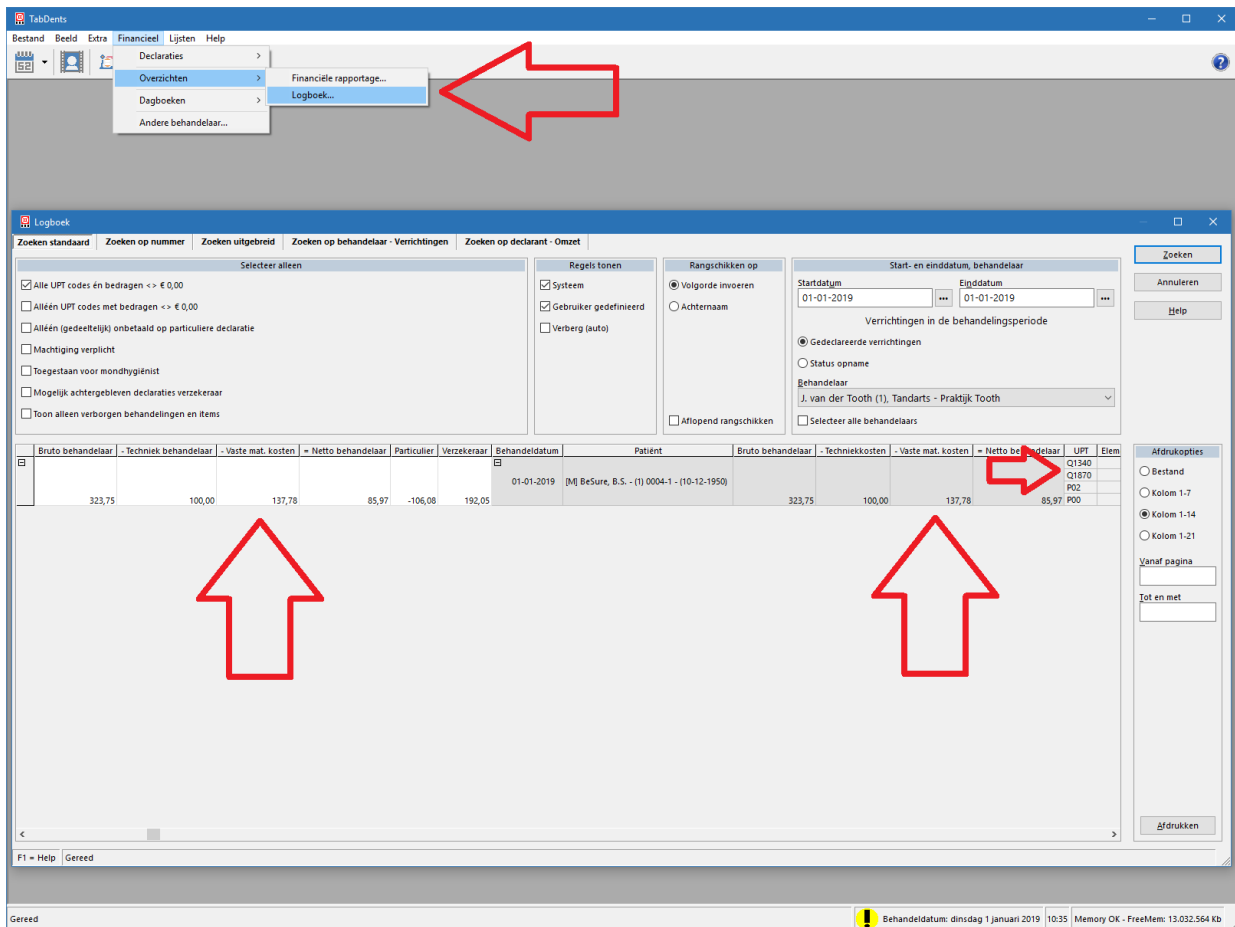 TabDents
Bestand Beeld Extra Financieel Lijsten Help
52
Declaraties
Overzichten
Dagboeken
Andere behandelaar...
Financiële rapportage...
Logboek...
Logboek
Zoeken standaard Zoeken op nummer Zoeken uitgebreid Zoeken op behandelaar - Verrichtingen Zoeken op declarant - Omzet
Selecteer alleen
Alle UPT codes én bedragen <> € 0,00
Alléén UPT codes met bedragen <> € 0,00
Alléén (gedeeltelijk) onbetaald op particuliere declaratie
Machtiging verplicht
Toegestaan voor mondhygiënist
Mogelijk achtergebleven declaraties verzekeraar
Toon alleen verborgen behandelingen en items
Regels tonen
Systeem
Gebruiker gedefinieerd
Verberg (auto)
Rangschikken op
Volgorde invoeren
Achternaam
Aflopend rangschikken
Start- en einddatum, behandelaar
Startdatum Einddatum
01-01-2019 ... 01-01-2019 ...
Verrichtingen in de behandelingsperiode
Gedeclareerde verrichtingen
Status opname
Behandelaar
J. van der Tooth (1), Tandarts - Praktijk Tooth
Selecteer alle behandelaars
Zoeken
Annuleren
Help
Bruto behandelaar - Techniek behandelaar - Vaste mat. kosten = Netto behandelaar Particulier Verzekeraar Behandeldatum Patiënt Bruto behandelaar - Techniekkosten - Vaste mat. kosten = Netto behandelaar UPT Elem
Q1340
Q1870
01-01-2019 [M] BeSure, B.S. - (1) 0004-1 - (10-12-1950)
P02
323,75 100,00 137,78 85,97 -106,08 192,05 323,75 100,00 137,78 85,97 P00
Afdrukopties
Bestand
Kolom 1-7
Kolom 1-14
Kolom 1-21
Vanaf pagina
Tot en met
Afdrukken
F1 = Help Gereed
Gereed Behandeldatum: dinsdag 1 januari 2019 10:35 Memory OK - FreeMem: 13.032.564 Kb